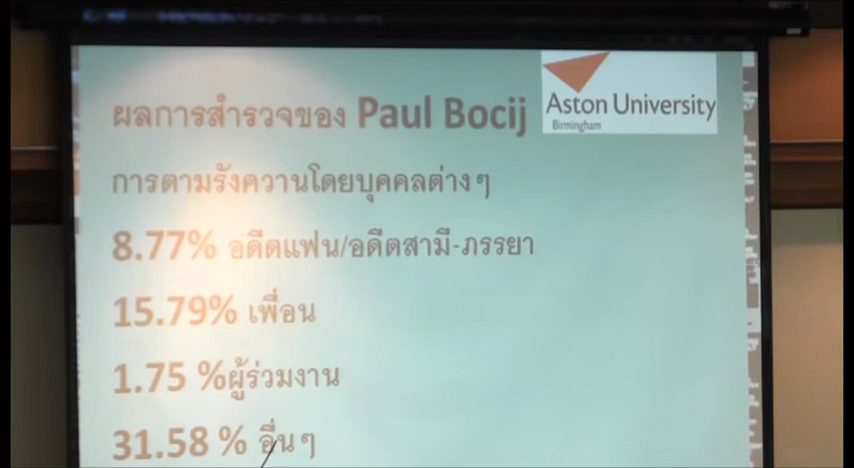 ผลการสำรวจของ Paul Bocij
Aston University
Birmingham
การตามรังควานโดยบุคคลต่างๆ
8.77% อดีตแฟน/อดีตสามี-ภรรยา
15.79% เพื่อน
1.75 %ผู้ร่วมงาน
31.58 % อื่นๆ